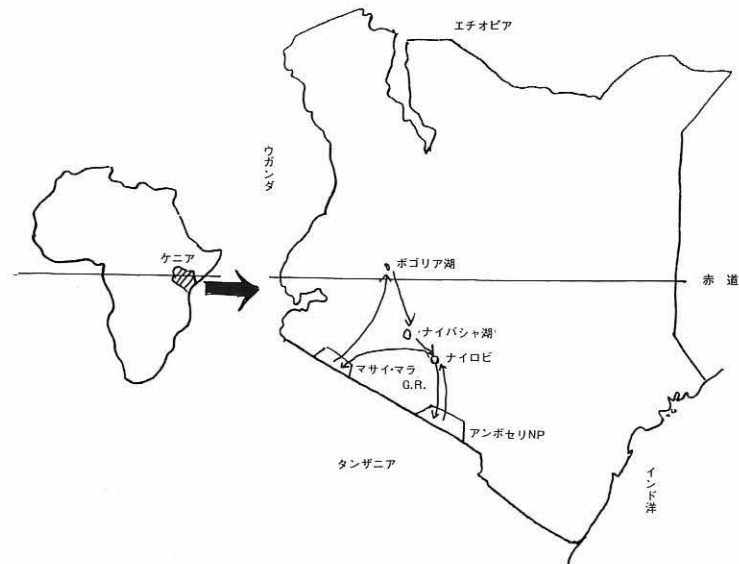 エチオピア
ウガンダ
ケニア
ボゴリア湖
赤道
ナイバシャ湖
ナイロビ
マサイ・マラ
G.R.
アンボセリNP
タンザニア
インド洋